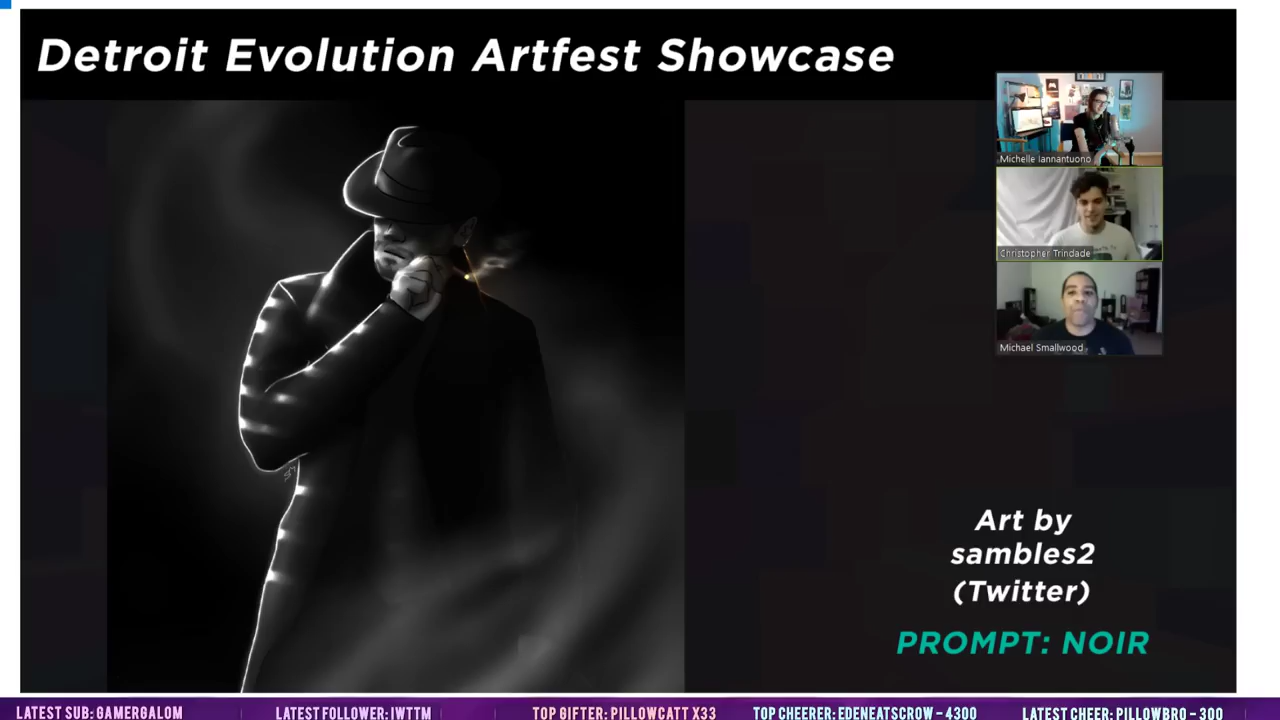 Detroit Evolution Artfest Showcase
Michelle Iannantuono
Christopher Trindade
Michael Smallwood
Art by
sambles2
(Twitter)
PROMPT: NOIR
LATEST SUB: GAMERGALOM
LATEST FOLLOWER: IWTTM
TOP GIFTER: PILLOWCATT X33
TOP CHEERER: EDENEATSCROW - 4300
LATEST CHEER: PILLOWBRO - 300